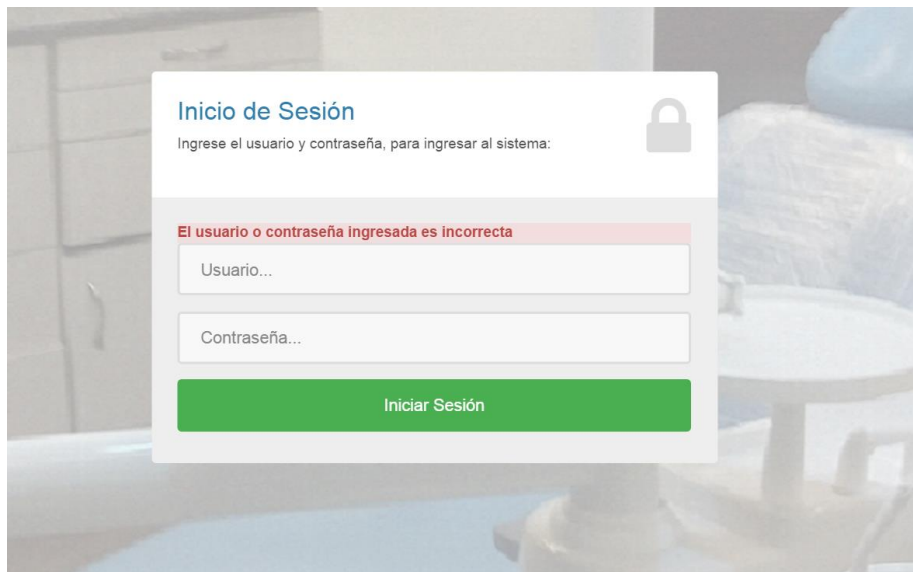 Inicio de Sesión
Ingrese el usuario y contraseña, para ingresar al sistema:
El usuario o contraseña ingresada es incorrecta
Usuario...
Contraseña...
Iniciar Sesión